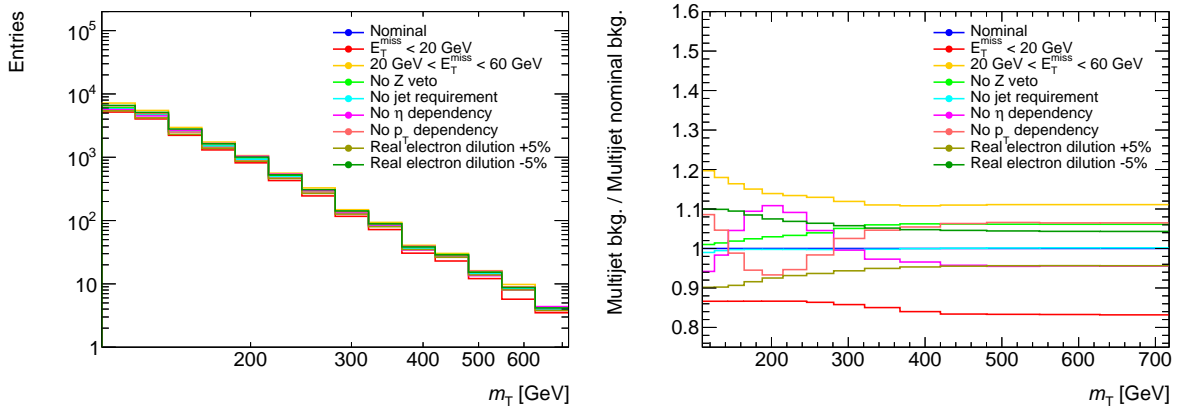 Entries
10^5
10^4
10^3
10^2
10
1
Nominal
E_T^miss < 20 GeV
20 GeV < E_T^miss < 60 GeV
No Z veto
No jet requirement
No η dependency
No p_T dependency
Real electron dilution +5%
Real electron dilution -5%
200 300 400 500 600
m_T [GeV]
Multijet bkg. / Multijet nominal bkg.
1.6
1.5
1.4
1.3
1.2
1.1
1
0.9
0.8
Nominal
E_T^miss < 20 GeV
20 GeV < E_T^miss < 60 GeV
No Z veto
No jet requirement
No η dependency
No p_T dependency
Real electron dilution +5%
Real electron dilution -5%
200 300 400 500 600 700
m_T [GeV]